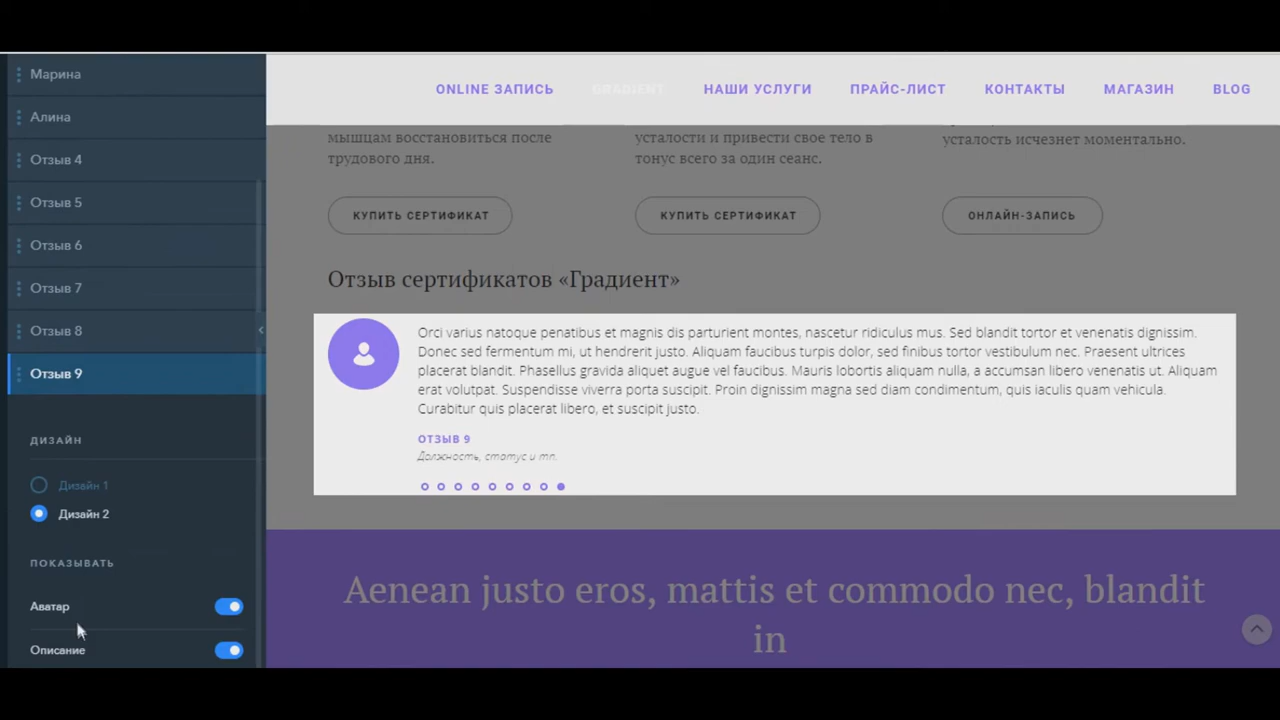 Марина
Алина
Отзыв 4
Отзыв 5
Отзыв 6
Отзыв 7
Отзыв 8
Отзыв 9
ДИЗАЙН
Дизайн 1
Дизайн 2
ПОКАЗЫВАТЬ
Аватар
Описание
ONLINE ЗАПИСЬ GRADIENT НАШИ УСЛУГИ ПРАЙС-ЛИСТ КОНТАКТЫ МАГАЗИН BLOG
мышцам восстановиться после
трудового дня.
усталости и привести свое тело в
тонус всего за один сеанс.
усталость исчезнет моментально.
КУПИТЬ СЕРТИФИКАТ КУПИТЬ СЕРТИФИКАТ ОНЛАЙН-ЗАПИСЬ
Отзыв сертификатов «Градиент»
Orci varius natoque penatibus et magnis dis parturient montes, nascetur ridiculus mus. Sed blandit tortor et venenatis dignissim.
Donec sed fermentum mi, ut hendrerit justo. Aliquam faucibus turpis dolor, sed finibus tortor vestibulum nec. Praesent ultrices
placerat blandit. Phasellus gravida aliquet augue vel faucibus. Mauris lobortis aliquam nulla, a accumsan libero venenatis ut. Aliquam
erat volutpat. Suspendisse viverra porta suscipit. Proin dignissim magna sed diam condimentum, quis iaculis quam vehicula.
Curabitur quis placerat libero, et suscipit justo.
ОТЗЫВ 9
Должность, статус и тп.
Aenean justo eros, mattis et commodo nec, blandit
in